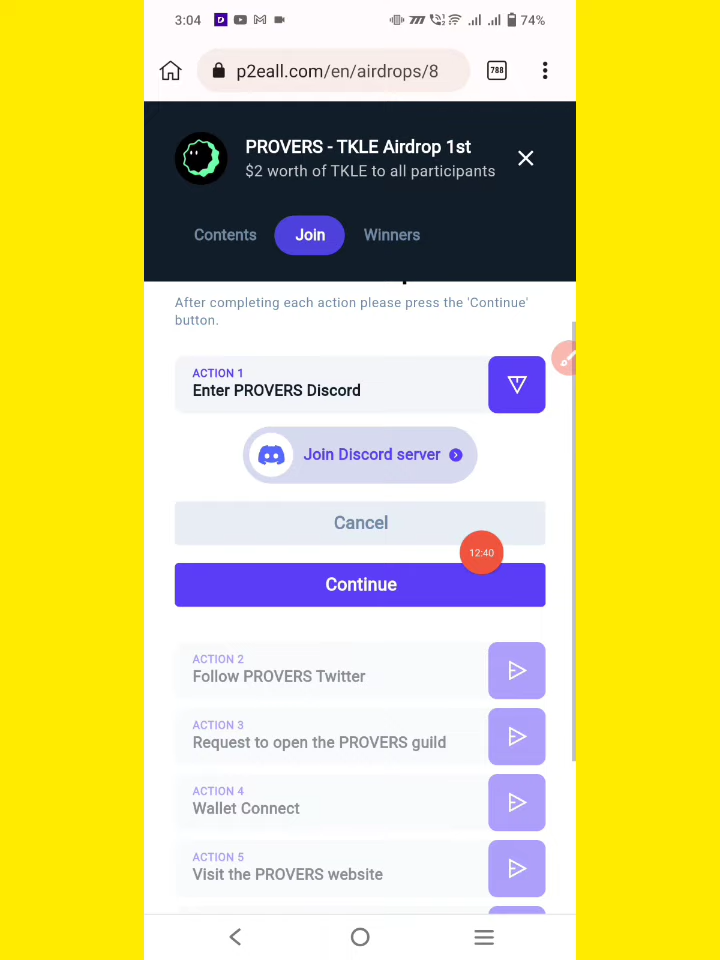 3:04
74%
p2eall.com/en/airdrops/8
788
PROVERS - TKLE Airdrop 1st
$2 worth of TKLE to all participants
Contents Join Winners
After completing each action please press the 'Continue'
button.
ACTION 1
Enter PROVERS Discord
Join Discord server
Cancel
12:40
Continue
ACTION 2
Follow PROVERS Twitter
ACTION 3
Request to open the PROVERS guild
ACTION 4
Wallet Connect
ACTION 5
Visit the PROVERS website